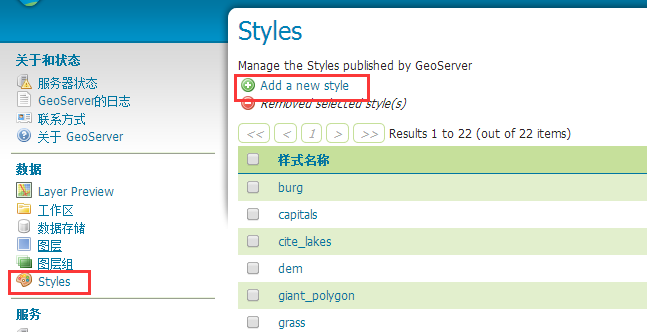 关于和状态
服务器状态
GeoServer的日志
联系方式
关于 GeoServer
数据
Layer Preview
工作区
数据存储
图层
图层组
Styles
服务
Styles
Manage the Styles published by GeoServer
Add a new style
Removed selected style(s)
<< < 1 > >> Results 1 to 22 (out of 22 items)
样式名称
burg
capitals
cite_lakes
dem
giant_polygon
grass